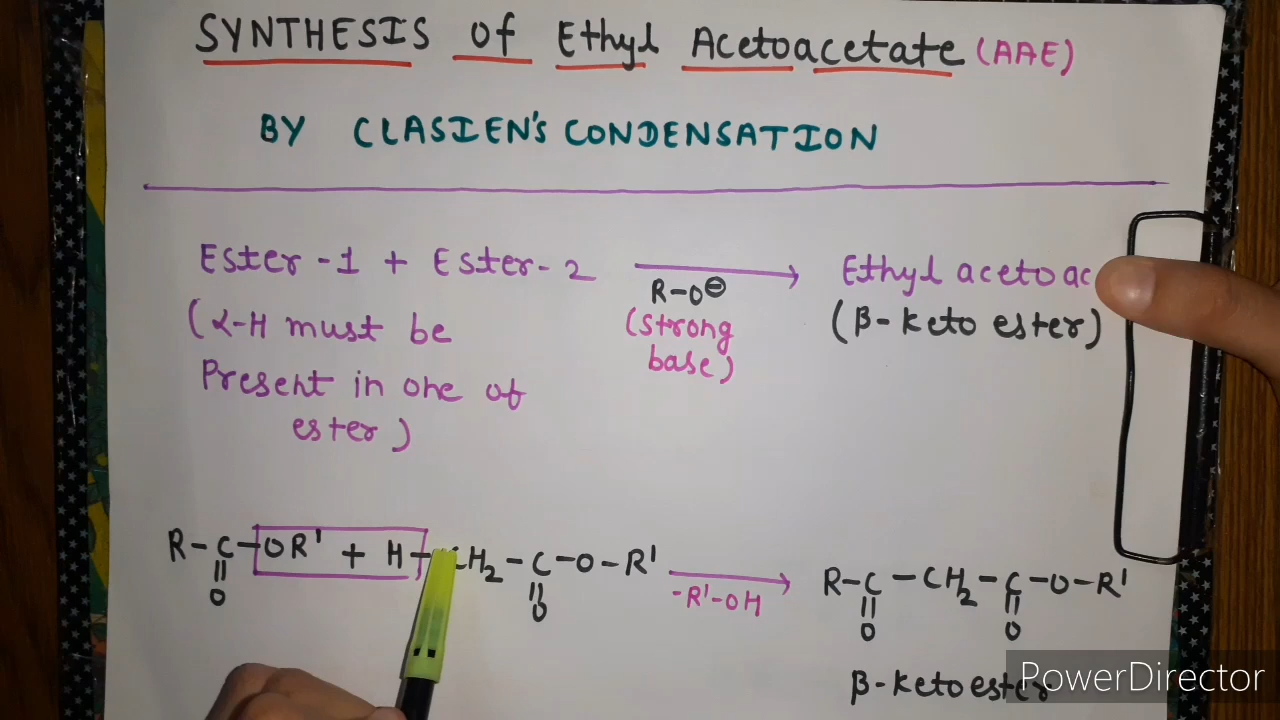 SYNTHESIS of Ethyl Acetoacetate (AAE)
BY CLASIEN'S CONDENSATION
Ester-1 + Ester-2 R-O⊖ Ethyl acetoac
(α-H must be (strong (β-keto ester)
Present in one of base)
ester)
R-C-OR' + H-CH2-C-O-R' -R'-OH R-C-CH2-C-O-R'
O O O O
β-keto ester
PowerDirector